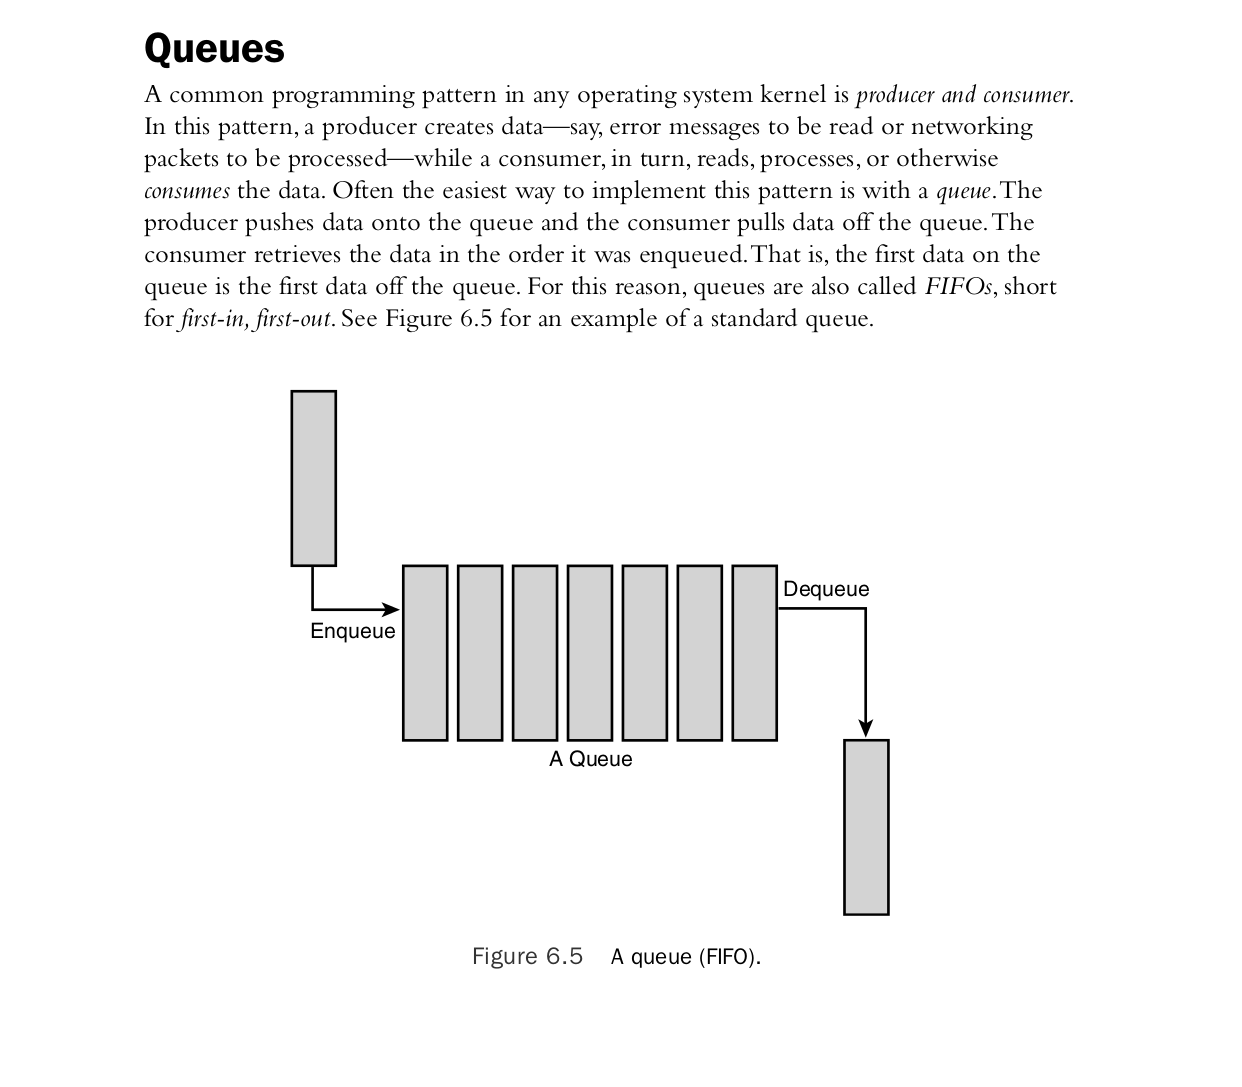 Queues
A common programming pattern in any operating system kernel is producer and consumer.
In this pattern, a producer creates data—say, error messages to be read or networking
packets to be processed—while a consumer, in turn, reads, processes, or otherwise
consumes the data. Often the easiest way to implement this pattern is with a queue. The
producer pushes data onto the queue and the consumer pulls data off the queue. The
consumer retrieves the data in the order it was enqueued. That is, the first data on the
queue is the first data off the queue. For this reason, queues are also called FIFOs, short
for first-in, first-out. See Figure 6.5 for an example of a standard queue.
Dequeue
Enqueue
A Queue
Figure 6.5 A queue (FIFO).